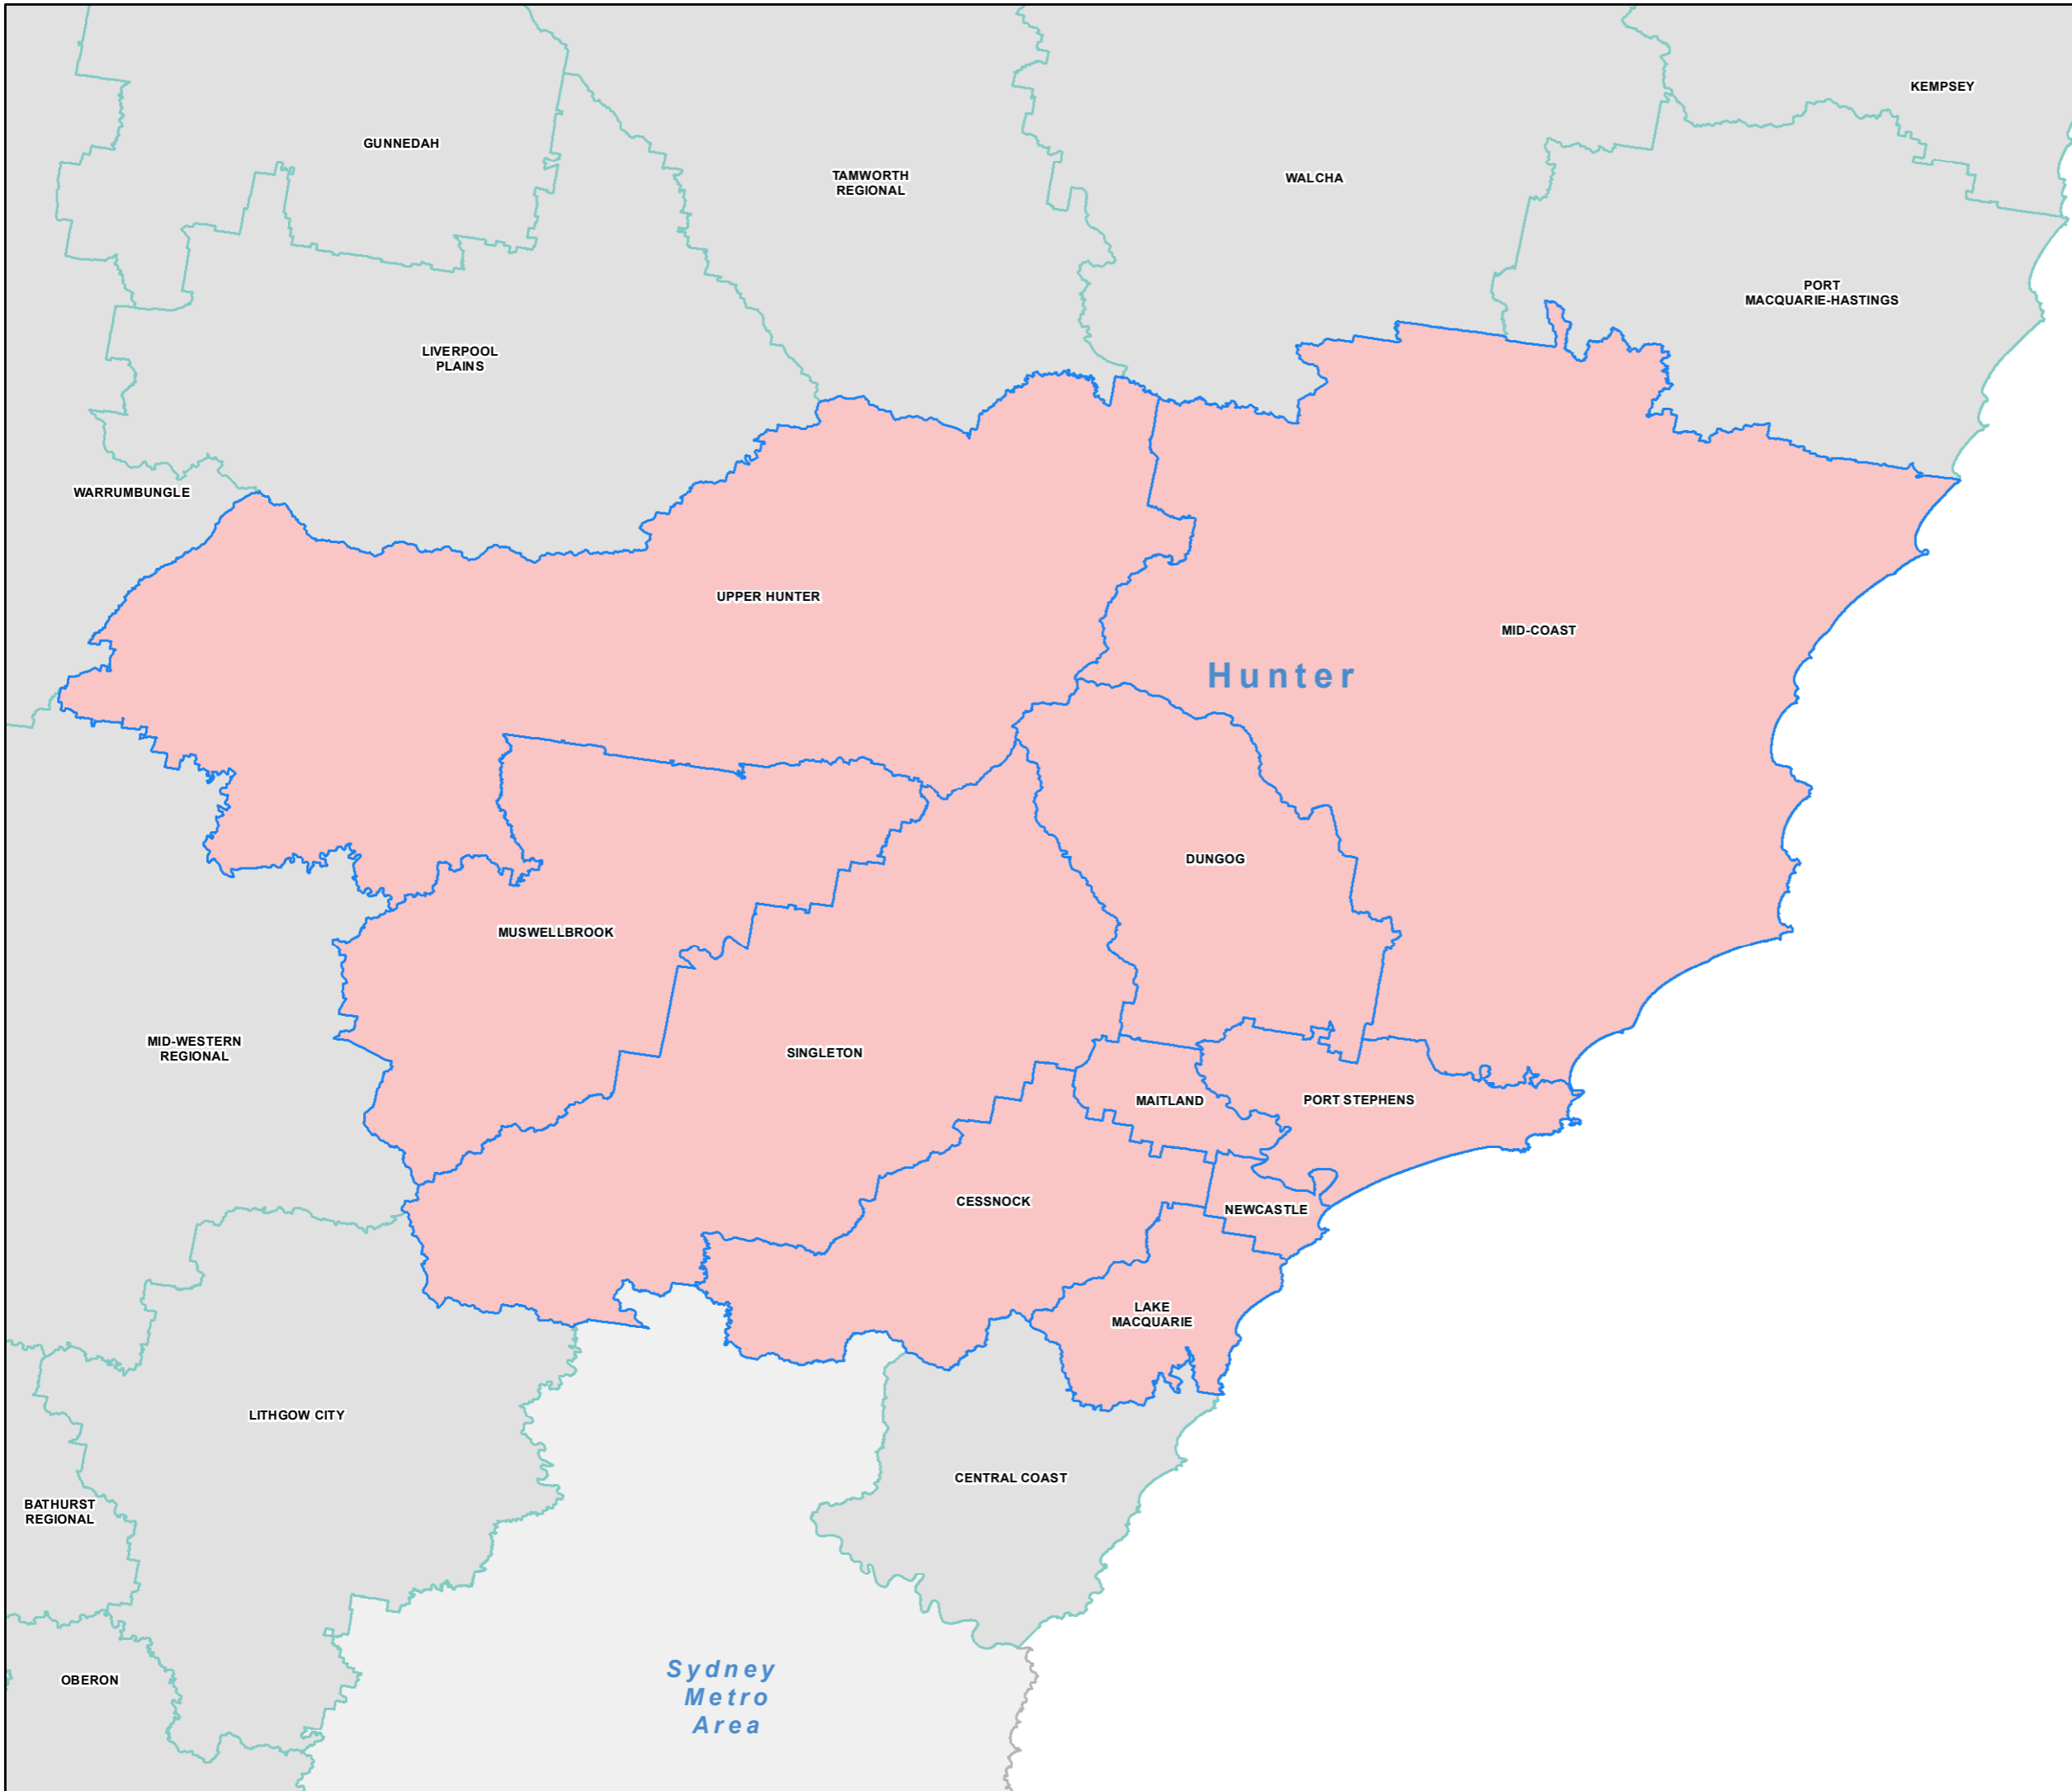 KEMPSEY
GUNNEDAH
TAMWORTH
REGIONAL
WALCHA
PORT
MACQUARIE-HASTINGS
LIVERPOOL
PLAINS
WARRUMBUNGLE
UPPER HUNTER
MID-COAST
Hunter
DUNGOG
MUSWELLBROOK
MID-WESTERN
REGIONAL
SINGLETON
MAITLAND
PORT STEPHENS
CESSNOCK
NEWCASTLE
LAKE
MACQUARIE
LITHGOW CITY
CENTRAL COAST
BATHURST
REGIONAL
OBERON
Sydney
Metro
Area